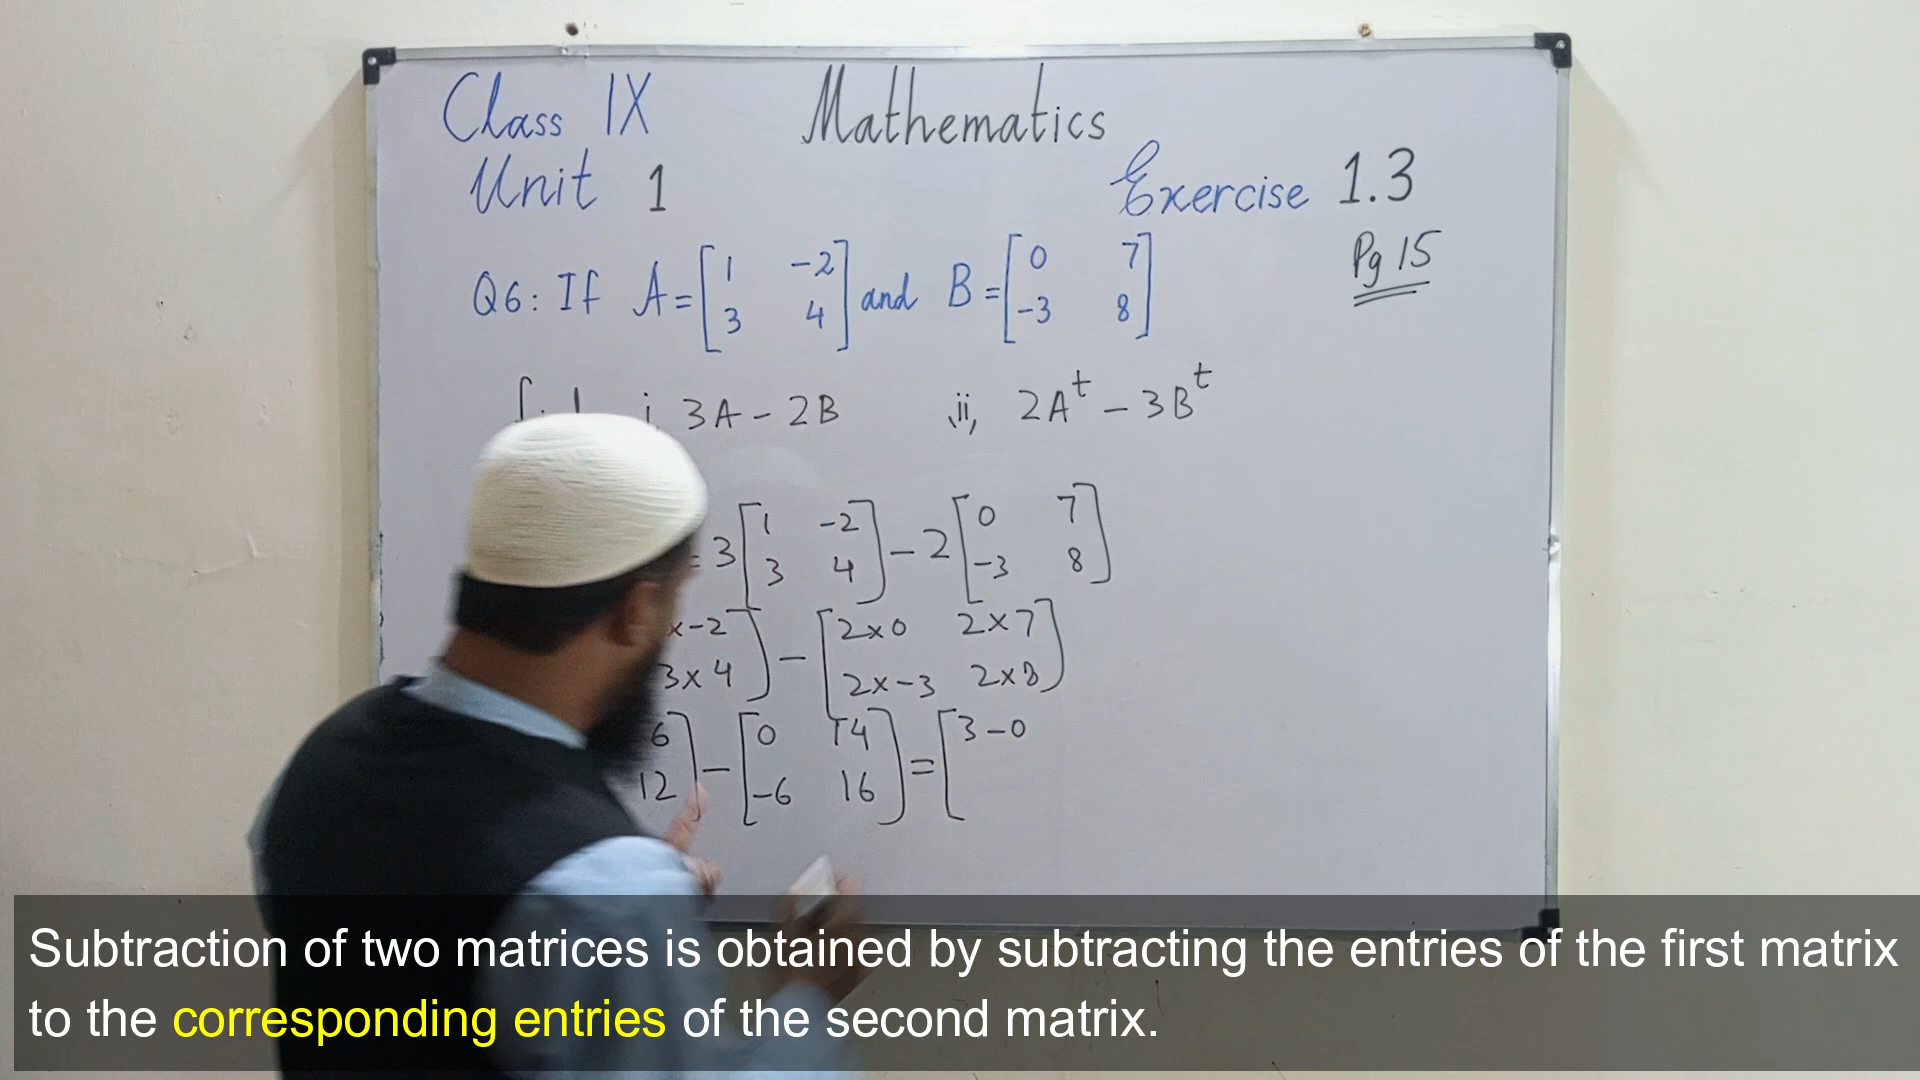 Class IX Mathematics
Unit 1 Exercise 1.3
Pg 15
Q6: If A = [1 -2
3 4] and B = [0 7
-3 8]
i, 3A - 2B ii, 2Aᵗ - 3Bᵗ
= 3[1 -2
3 4] - 2[0 7
-3 8]
x-2] - [2x0 2x7
3x4 2x-3 2x8]
6] - [0 14] = [3-0
12 -6 16
Subtraction of two matrices is obtained by subtracting the entries of the first matrix
to the corresponding entries of the second matrix.